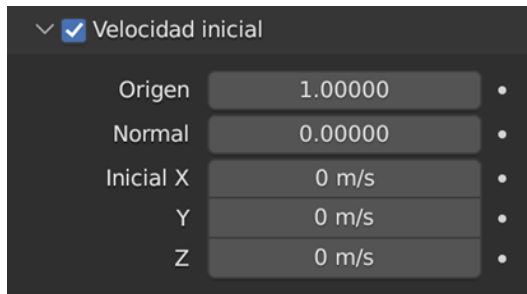 Velocidad inicial
Origen 1.00000
Normal 0.00000
Inicial X 0 m/s
Y 0 m/s
Z 0 m/s